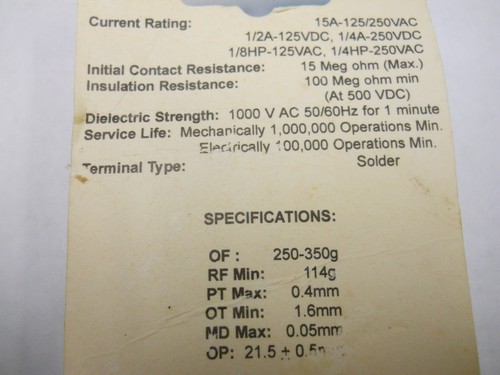 Current Rating: 15A-125/250VAC
1/2A-125VDC, 1/4A-250VDC
1/8HP-125VAC, 1/4HP-250VAC
Initial Contact Resistance: 15 Meg ohm (Max.)
Insulation Resistance: 100 Meg ohm min
(At 500 VDC)
Dielectric Strength: 1000 V AC 50/60Hz for 1 minute
Service Life: Mechanically 1,000,000 Operations Min.
Electrically 100,000 Operations Min.
Terminal Type: Solder
SPECIFICATIONS:
OF : 250-350g
RF Min: 114g
PT Max: 0.4mm
OT Min: 1.6mm
MD Max: 0.05mm
OP: 21.5 ± 0.5mm